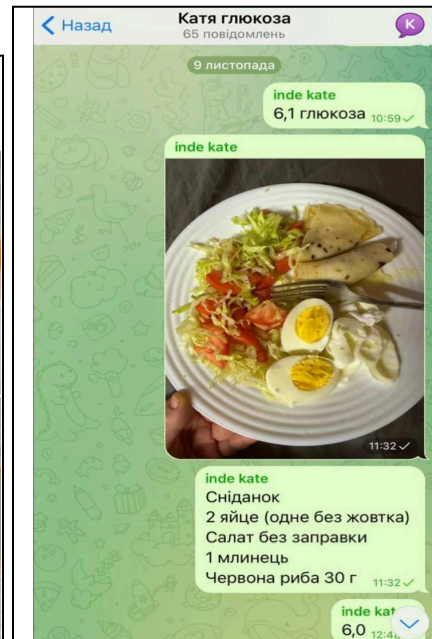 Назад
Катя глюкоза
65 повідомлень
К
9 листопада
inde kate
6,1 глюкоза 10:59
inde kate
11:32
inde kate
Сніданок
2 яйце (одне без жовтка)
Салат без заправки
1 млинець
Червона риба 30 г 11:32
inde
6,0